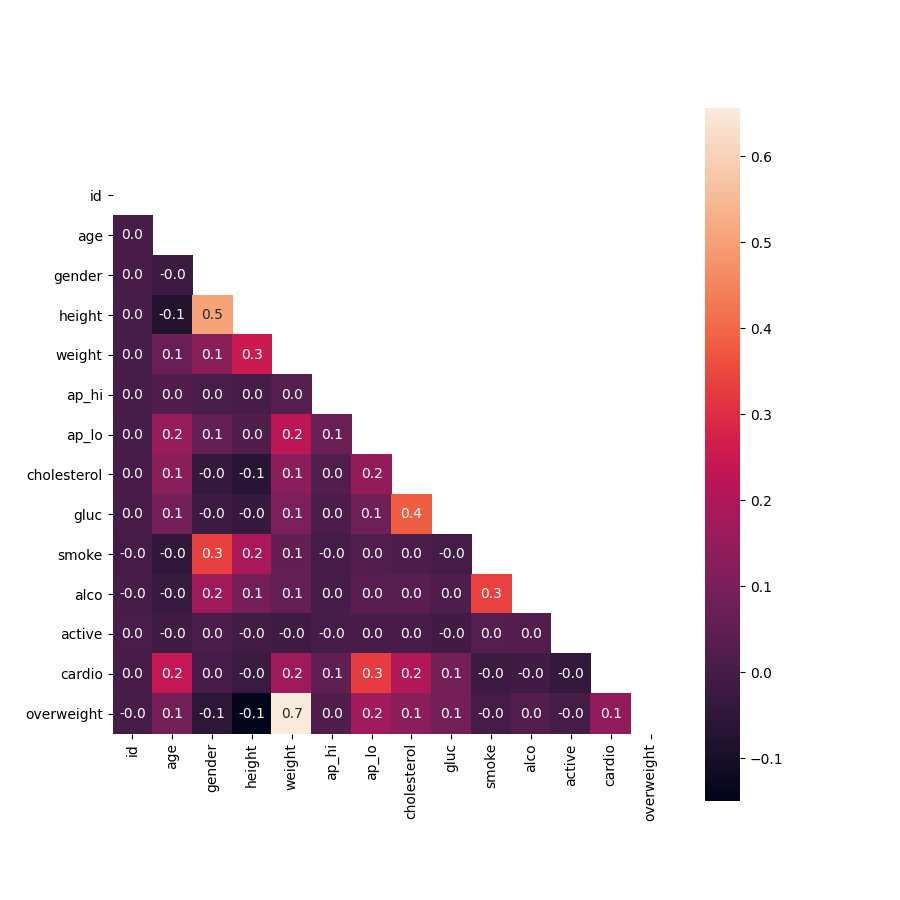 id
age 0.0
gender 0.0 -0.0
height 0.0 -0.1 0.5
weight 0.0 0.1 0.1 0.3
ap_hi 0.0 0.0 0.0 0.0 0.0
ap_lo 0.0 0.2 0.1 0.0 0.2 0.1
cholesterol 0.0 0.1 -0.0 -0.1 0.1 0.0 0.2
gluc 0.0 0.1 -0.0 -0.0 0.1 0.0 0.1 0.4
smoke -0.0 -0.0 0.3 0.2 0.1 -0.0 0.0 0.0 -0.0
alco -0.0 -0.0 0.2 0.1 0.1 0.0 0.0 0.0 0.0 0.3
active 0.0 -0.0 0.0 -0.0 -0.0 -0.0 0.0 0.0 -0.0 0.0 0.0
cardio 0.0 0.2 0.0 -0.0 0.2 0.1 0.3 0.2 0.1 -0.0 -0.0 -0.0
overweight -0.0 0.1 -0.1 -0.1 0.7 0.0 0.2 0.1 0.1 -0.0 0.0 -0.0 0.1
id age gender height weight ap_hi ap_lo cholesterol gluc smoke alco active cardio overweight
0.6
0.5
0.4
0.3
0.2
0.1
0.0
−0.1